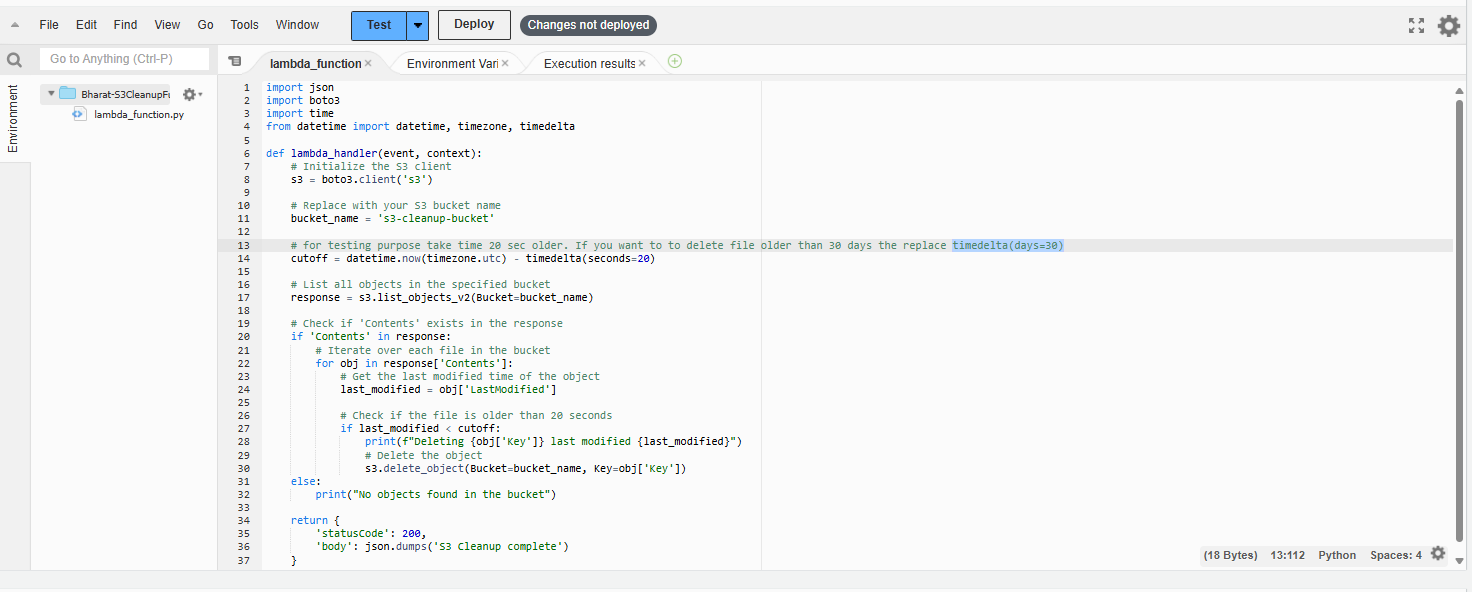 File Edit Find View Go Tools Window Test Deploy Changes not deployed
Go to Anything (Ctrl-P) lambda_function Environment Vari Execution results
Environment
Bharat-S3CleanupFu
lambda_function.py
1 import json
2 import boto3
3 import time
4 from datetime import datetime, timezone, timedelta
5
6 def lambda_handler(event, context):
7     # Initialize the S3 client
8     s3 = boto3.client('s3')
9
10     # Replace with your S3 bucket name
11     bucket_name = 's3-cleanup-bucket'
12
13     # for testing purpose take time 20 sec older. If you want to to delete file older than 30 days the replace timedelta(days=30)
14     cutoff = datetime.now(timezone.utc) - timedelta(seconds=20)
15
16     # List all objects in the specified bucket
17     response = s3.list_objects_v2(Bucket=bucket_name)
18
19     # Check if 'Contents' exists in the response
20     if 'Contents' in response:
21         # Iterate over each file in the bucket
22         for obj in response['Contents']:
23             # Get the last modified time of the object
24             last_modified = obj['LastModified']
25
26             # Check if the file is older than 20 seconds
27             if last_modified < cutoff:
28                 print(f"Deleting {obj['Key']} last modified {last_modified}")
29                 # Delete the object
30                 s3.delete_object(Bucket=bucket_name, Key=obj['Key'])
31     else:
32         print("No objects found in the bucket")
33
34     return {
35         'statusCode': 200,
36         'body': json.dumps('S3 Cleanup complete')
37     }
(18 Bytes) 13:112 Python Spaces: 4